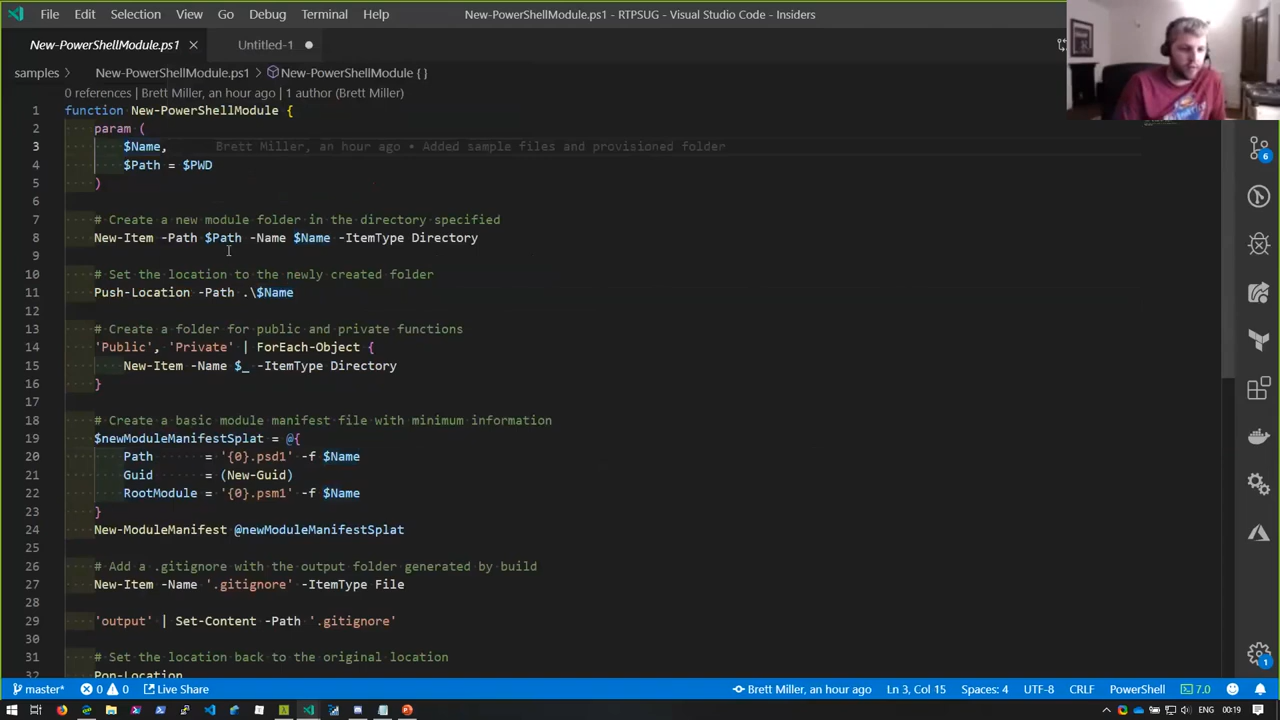 File Edit Selection View Go Debug Terminal Help New-PowerShellModule.ps1 - RTPSUG - Visual Studio Code - Insiders
New-PowerShellModule.ps1 Untitled-1
samples > New-PowerShellModule.ps1 > New-PowerShellModule { }
0 references | Brett Miller, an hour ago | 1 author (Brett Miller)
1 function New-PowerShellModule {
2 param (
3 $Name, Brett Miller, an hour ago • Added sample files and provisioned folder
4 $Path = $PWD
5 )
6
7 # Create a new module folder in the directory specified
8 New-Item -Path $Path -Name $Name -ItemType Directory
9
10 # Set the location to the newly created folder
11 Push-Location -Path .\$Name
12
13 # Create a folder for public and private functions
14 'Public', 'Private' | ForEach-Object {
15 New-Item -Name $_ -ItemType Directory
16 }
17
18 # Create a basic module manifest file with minimum information
19 $newModuleManifestSplat = @{
20 Path = '{0}.psd1' -f $Name
21 Guid = (New-Guid)
22 RootModule = '{0}.psm1' -f $Name
23 }
24 New-ModuleManifest @newModuleManifestSplat
25
26 # Add a .gitignore with the output folder generated by build
27 New-Item -Name '.gitignore' -ItemType File
28
29 'output' | Set-Content -Path '.gitignore'
30
31 # Set the location back to the original location
32 Pop-Location
6
1
master* 0 0 Live Share Brett Miller, an hour ago Ln 3, Col 15 Spaces: 4 UTF-8 CRLF PowerShell 7.0 1
ENG 00:19